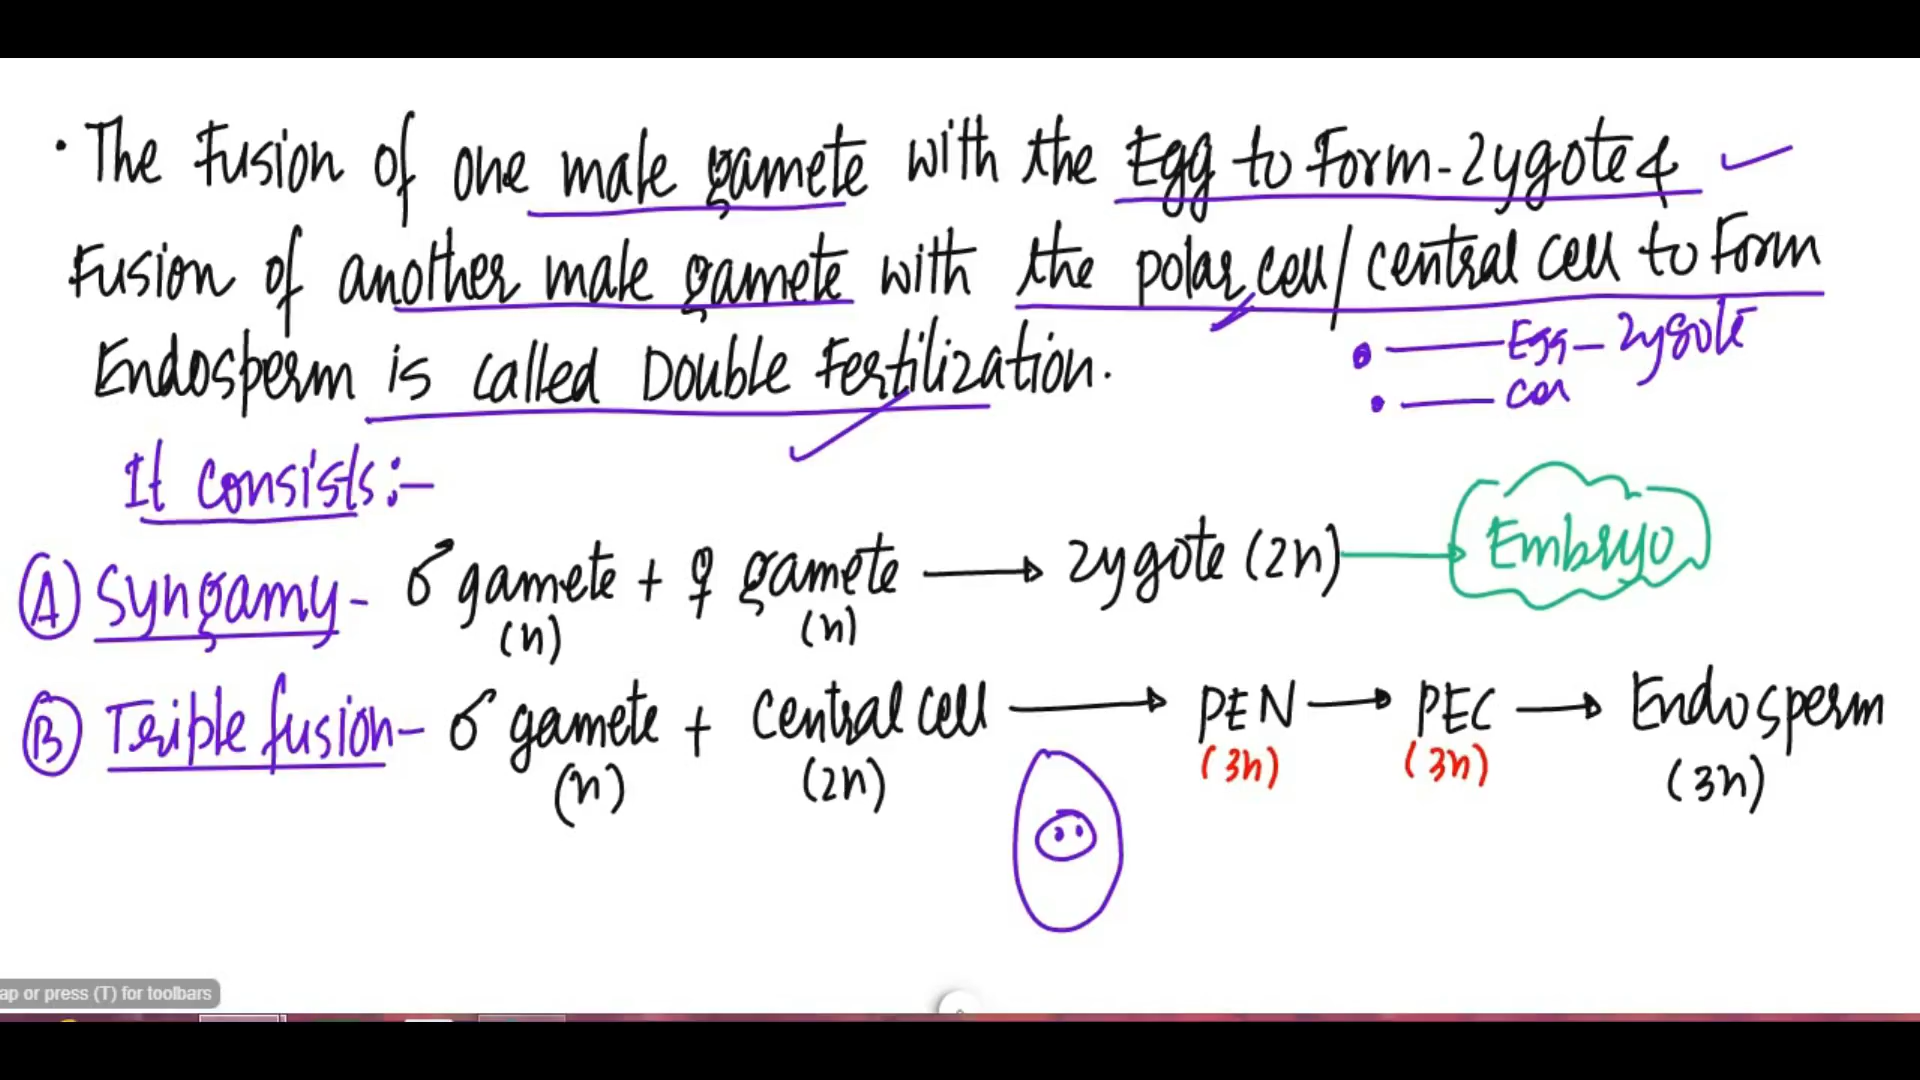 • The Fusion of one male gamete with the Egg to Form - Zygote &
Fusion of another male gamete with the polar cell / central cell to Form
Endosperm is called Double Fertilization.
• — Egg — Zygote
• — Cen
It consists :-
(A) Syngamy - ♂ gamete + ♀ gamete → Zygote (2n) → Embryo
(n) (n)
(B) Triple fusion - ♂ gamete + Central cell → PEN → PEC → Endosperm
(n) (2n) (3n) (3n) (3n)
ap or press (T) for toolbars